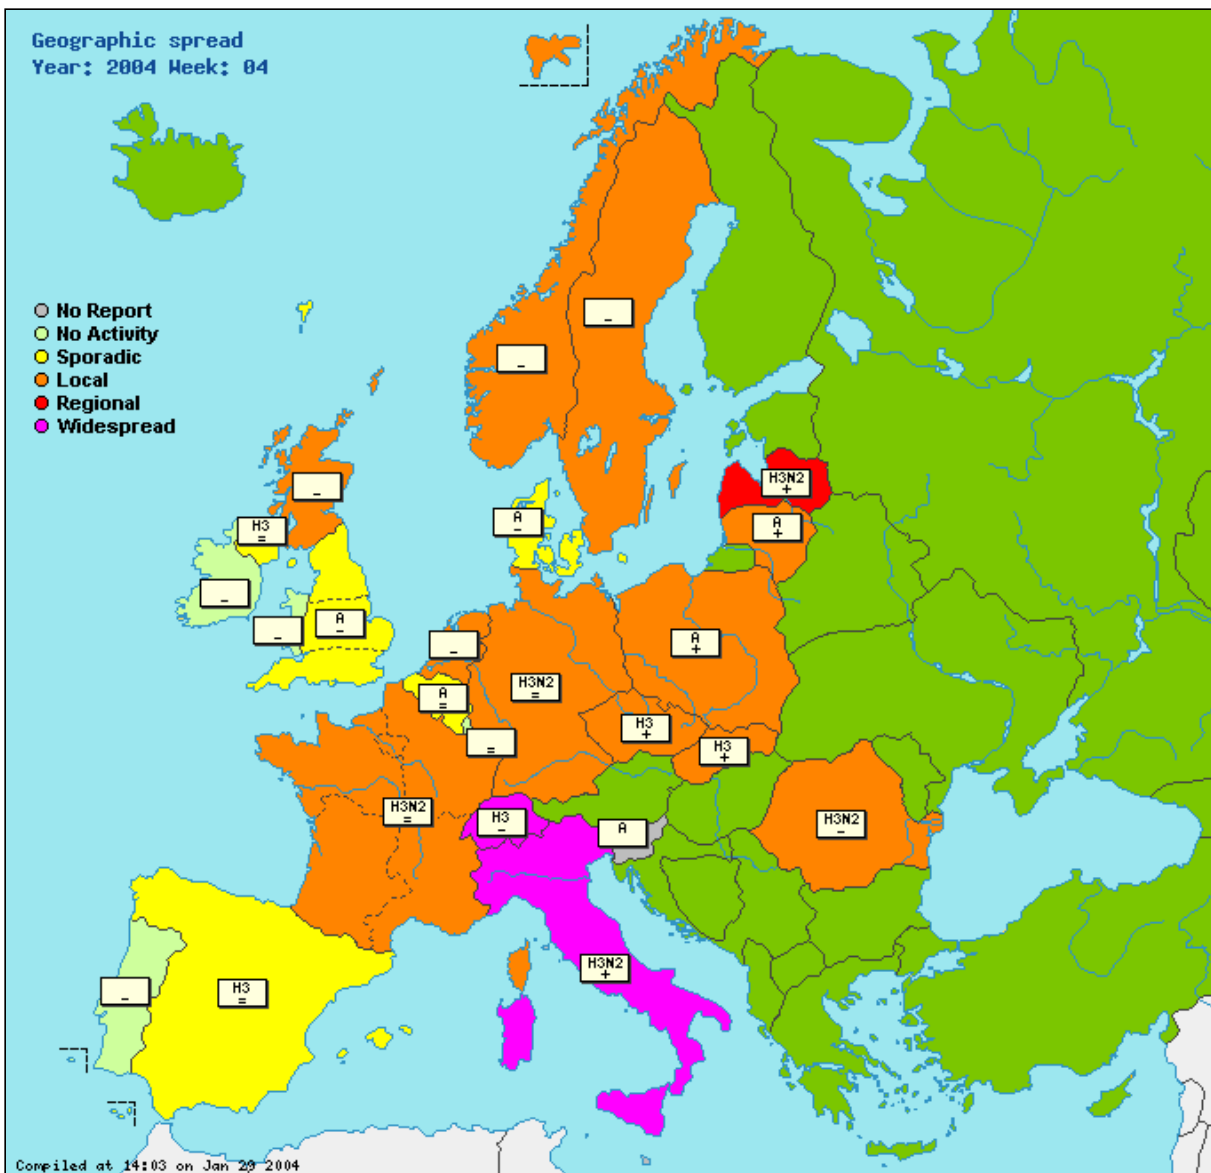 Geographic spread
Year: 2004 Week: 04
No Report
No Activity
Sporadic
Local
Regional
Widespread
–
–
H3N2
+
–
A
–
A
+
H3
=
–
–
A
–
–
A
+
A
=
H3N2
=
H3
+
=
H3
+
H3N2
=
H3
–
A
H3N2
–
H3N2
+
–
H3
=
Compiled at 14:03 on Jan 29 2004